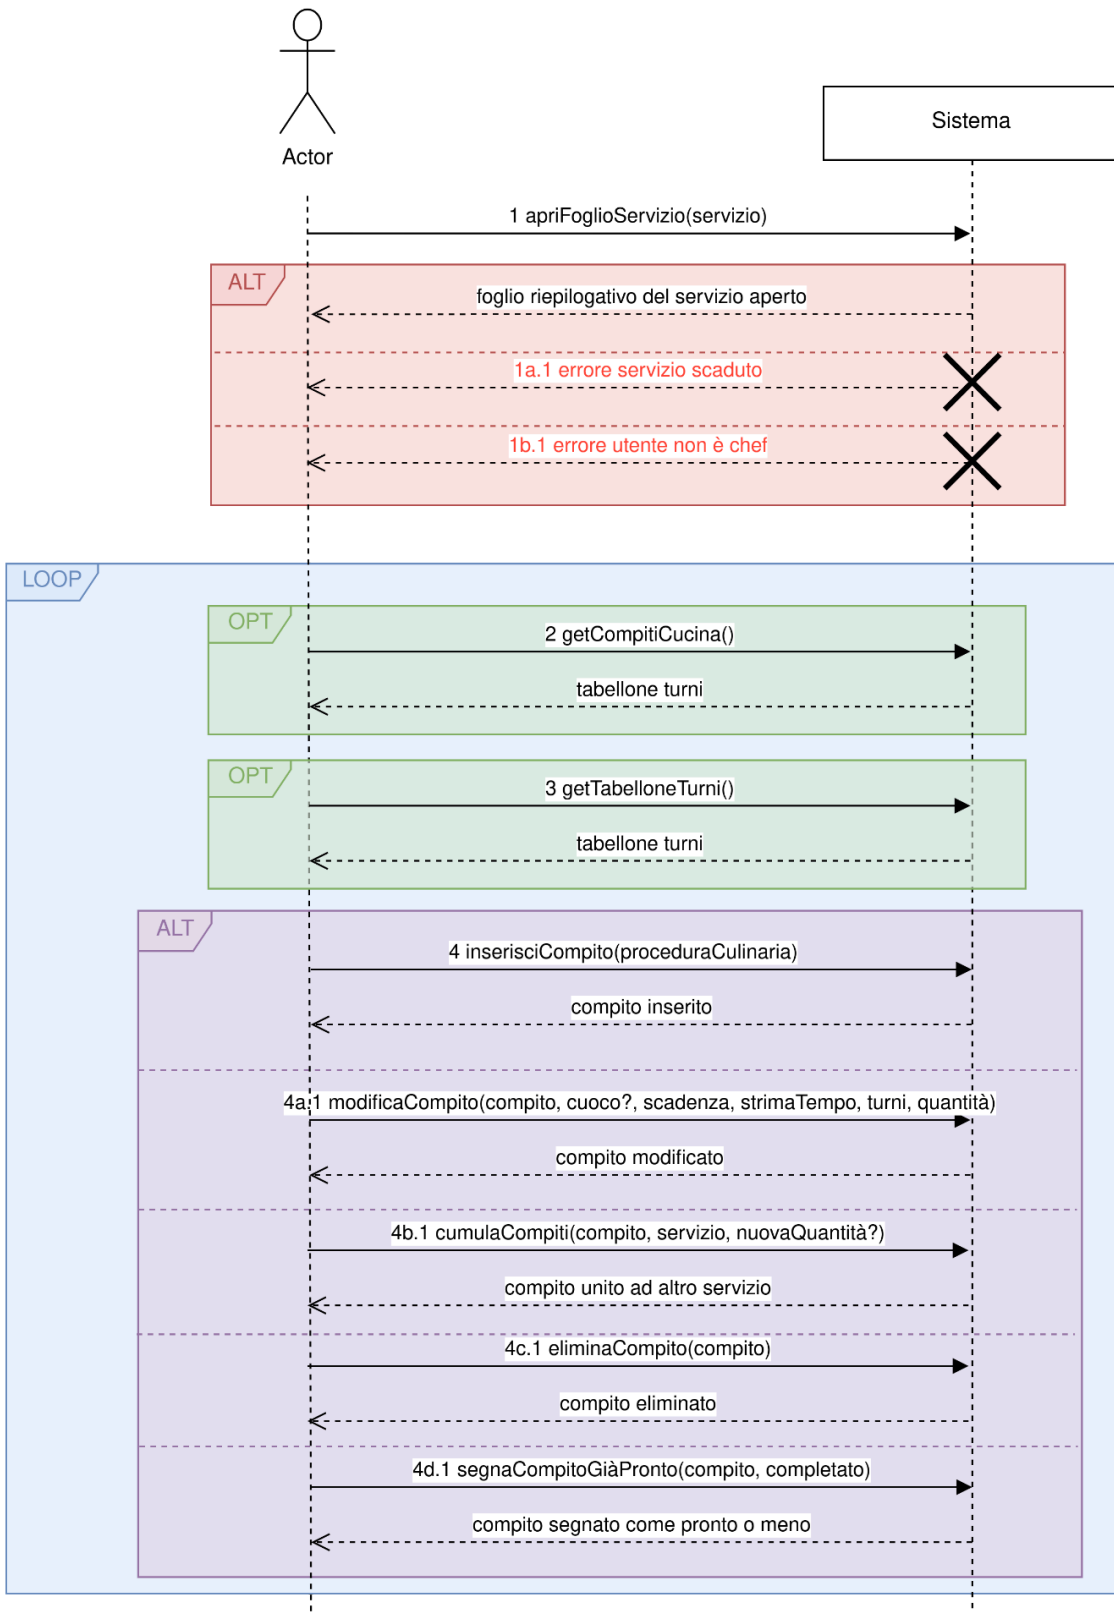 Actor
Sistema
1 apriFoglioServizio(servizio)
ALT
foglio riepilogativo del servizio aperto
1a.1 errore servizio scaduto
1b.1 errore utente non è chef
LOOP
OPT
2 getCompitiCucina()
tabellone turni
OPT
3 getTabelloneTurni()
tabellone turni
ALT
4 inserisciCompito(proceduraCulinaria)
compito inserito
4a.1 modificaCompito(compito, cuoco?, scadenza, strimaTempo, turni, quantità)
compito modificato
4b.1 cumulaCompiti(compito, servizio, nuovaQuantità?)
compito unito ad altro servizio
4c.1 eliminaCompito(compito)
compito eliminato
4d.1 segnaCompitoGiàPronto(compito, completato)
compito segnato come pronto o meno